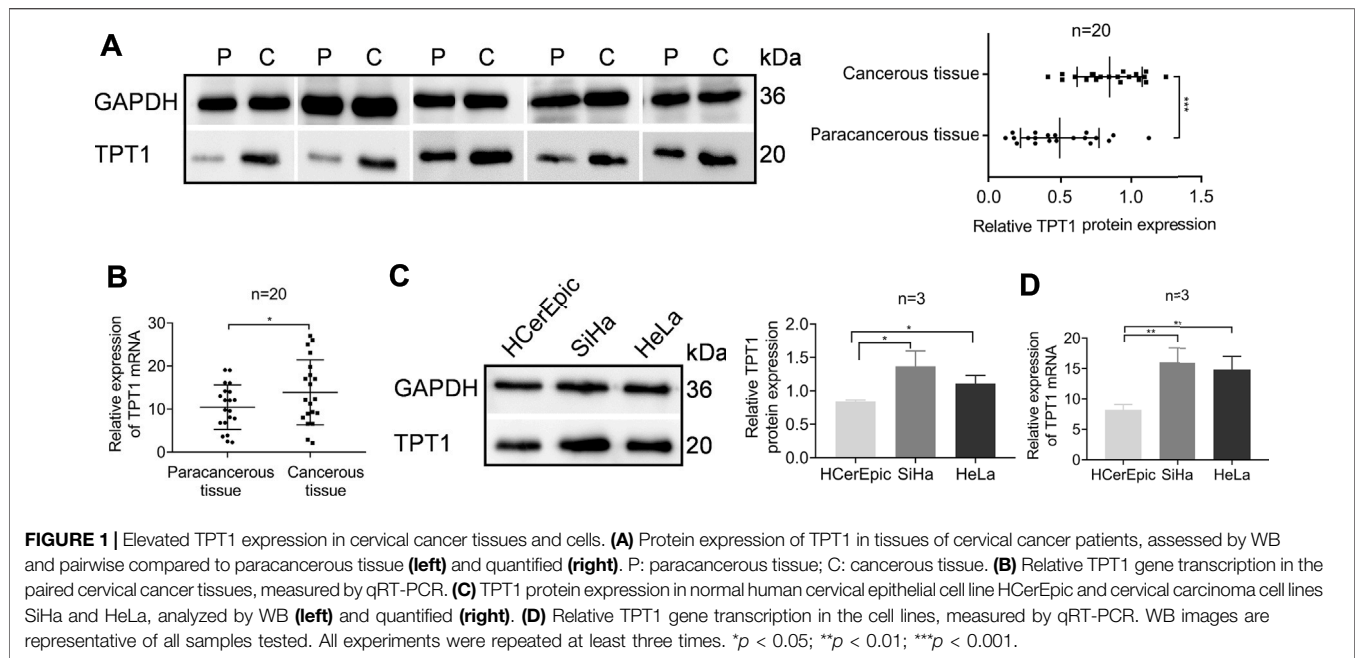 A
P C P C P C P C P C kDa
GAPDH 36
TPT1 20
n=20
Cancerous tissue
***
Paracancerous tissue
0.0 0.5 1.0 1.5
Relative TPT1 protein expression
B
n=20
*
Relative expression
of TPT1 mRNA
30
20
10
0
Paracancerous
tissue
Cancerous
tissue
C
HCerEpic SiHa HeLa
kDa
GAPDH 36
TPT1 20
n=3
*
*
Relative TPT1
protein expression
2.0
1.5
1.0
0.5
0.0
HCerEpic SiHa HeLa
D
n=3
**
**
Relative expression
of TPT1 mRNA
20
15
10
5
0
HCerEpic SiHa HeLa
FIGURE 1 | Elevated TPT1 expression in cervical cancer tissues and cells. (A) Protein expression of TPT1 in tissues of cervical cancer patients, assessed by WB
and pairwise compared to paracancerous tissue (left) and quantified (right). P: paracancerous tissue; C: cancerous tissue. (B) Relative TPT1 gene transcription in the
paired cervical cancer tissues, measured by qRT-PCR. (C) TPT1 protein expression in normal human cervical epithelial cell line HCerEpic and cervical carcinoma cell lines
SiHa and HeLa, analyzed by WB (left) and quantified (right). (D) Relative TPT1 gene transcription in the cell lines, measured by qRT-PCR. WB images are
representative of all samples tested. All experiments were repeated at least three times. *p < 0.05; **p < 0.01; ***p < 0.001.